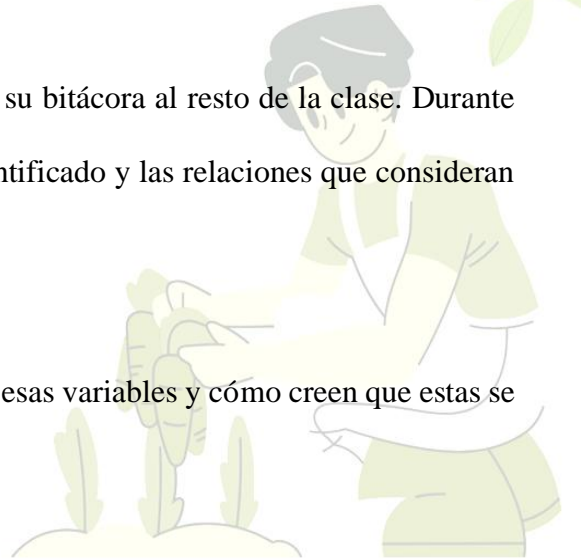 su bitácora al resto de la clase. Durante
ntificado y las relaciones que consideran
esas variables y cómo creen que estas se